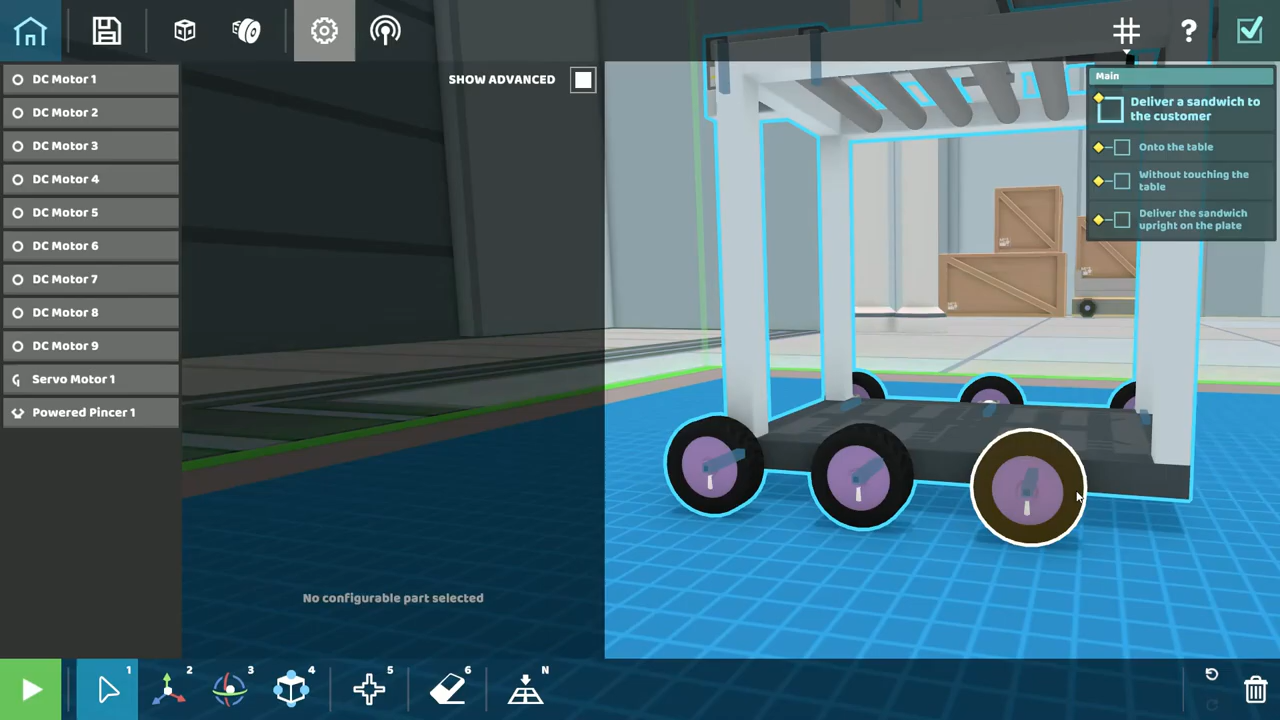 SHOW ADVANCED
DC Motor 1
DC Motor 2
DC Motor 3
DC Motor 4
DC Motor 5
DC Motor 6
DC Motor 7
DC Motor 8
DC Motor 9
Servo Motor 1
Powered Pincer 1
No configurable part selected
?
Main
Deliver a sandwich to
the customer
Onto the table
Without touching the
table
Deliver the sandwich
upright on the plate
1
2
3
4
5
6
N